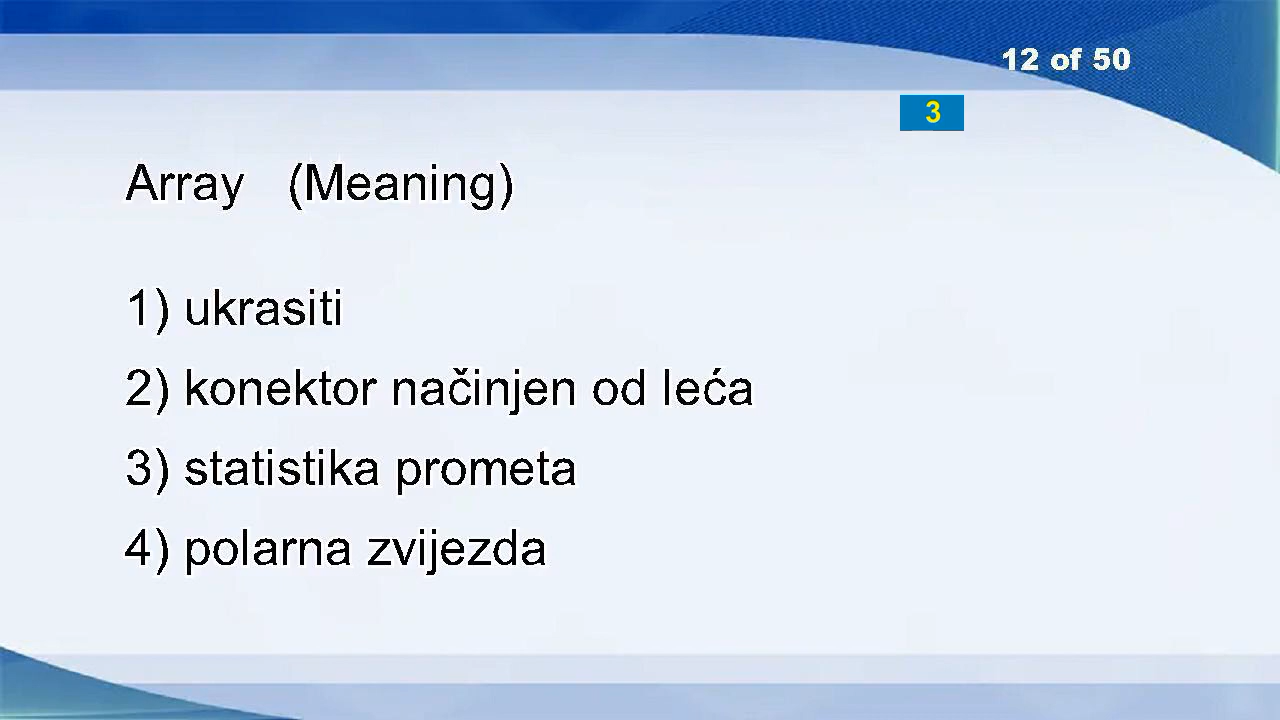 12 of 50
3
Array (Meaning)
1) ukrasiti
2) konektor načinjen od leća
3) statistika prometa
4) polarna zvijezda